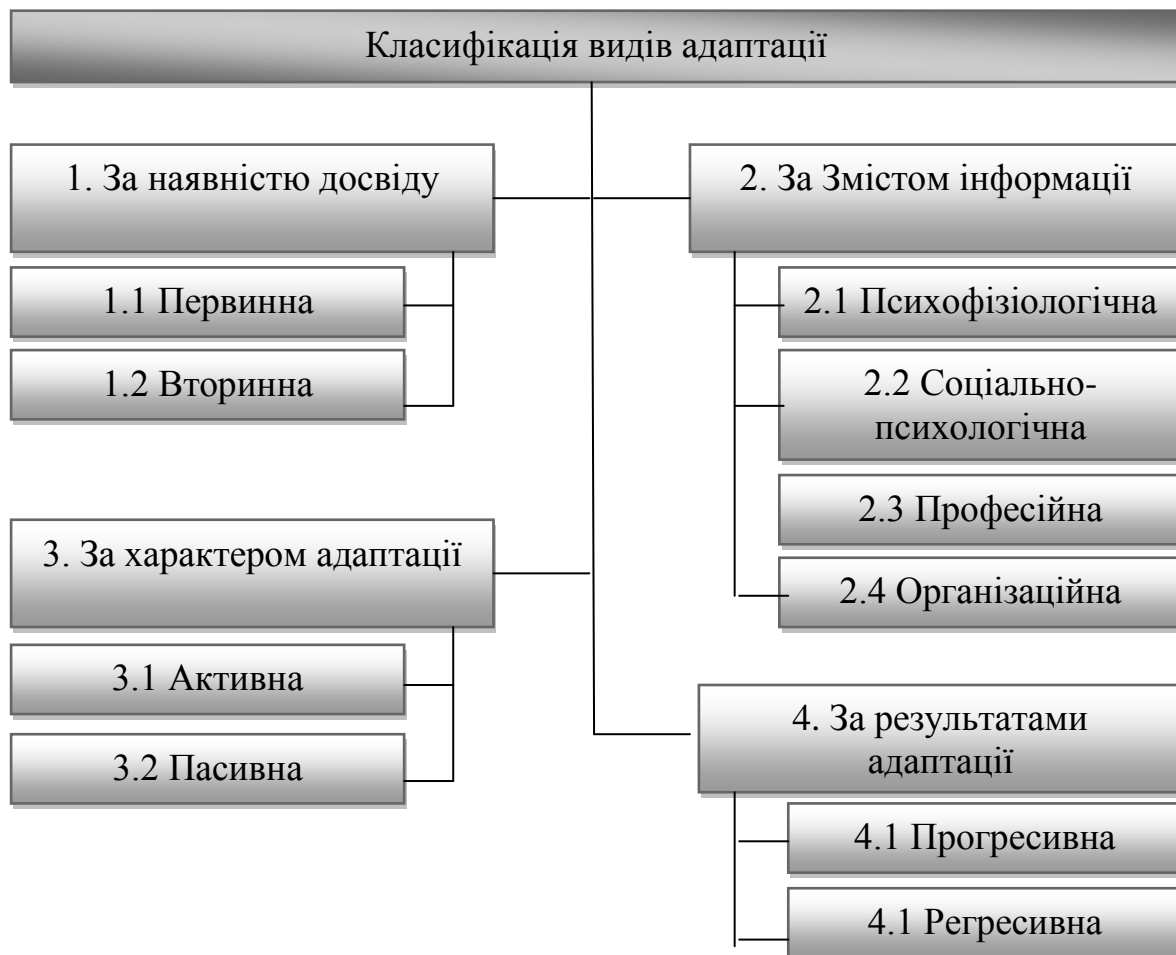 Класифікація видів адаптації
1. За наявністю досвіду
1.1 Первинна
1.2 Вторинна
2. За Змістом інформації
2.1 Психофізіологічна
2.2 Соціально-
психологічна
2.3 Професійна
2.4 Організаційна
3. За характером адаптації
3.1 Активна
3.2 Пасивна
4. За результатами
адаптації
4.1 Прогресивна
4.1 Регресивна